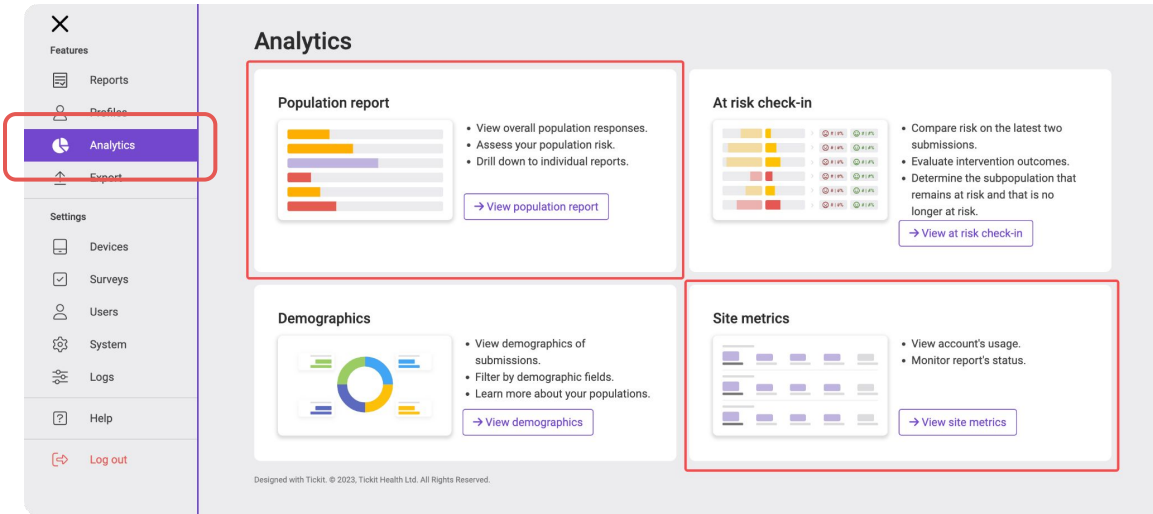 Features
Reports
Profiles
Analytics
Export
Settings
Devices
Surveys
Users
System
Logs
Help
Log out
Analytics
Population report
• View overall population responses.
• Assess your population risk.
• Drill down to individual reports.
→ View population report
At risk check-in
• Compare risk on the latest two
submissions.
• Evaluate intervention outcomes.
• Determine the subpopulation that
remains at risk and that is no
longer at risk.
→ View at risk check-in
Demographics
• View demographics of
submissions.
• Filter by demographic fields.
• Learn more about your populations.
→ View demographics
Site metrics
• View account's usage.
• Monitor report's status.
→ View site metrics
Designed with Tickit. © 2023, Tickit Health Ltd. All Rights Reserved.